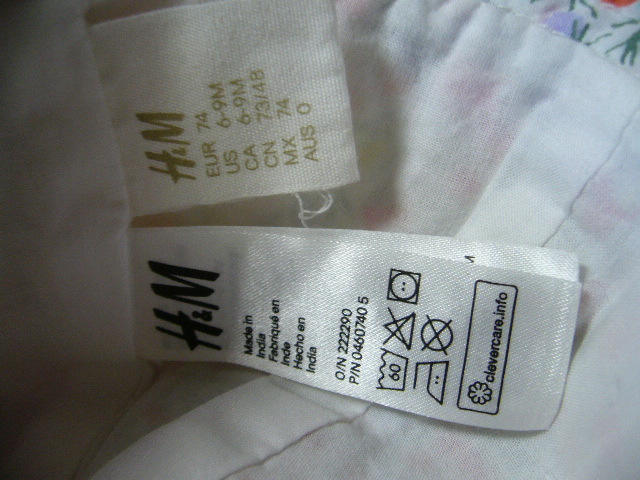 H&M
EUR 74
US 6-9M
CA 6-9M
CN 73/48
MX 74
AUS 0
H&M
Made in
India
Fabriqué en
Inde
Hecho en
India
O/N 222290
P/N 0460740 5
60
clevercare.info
M